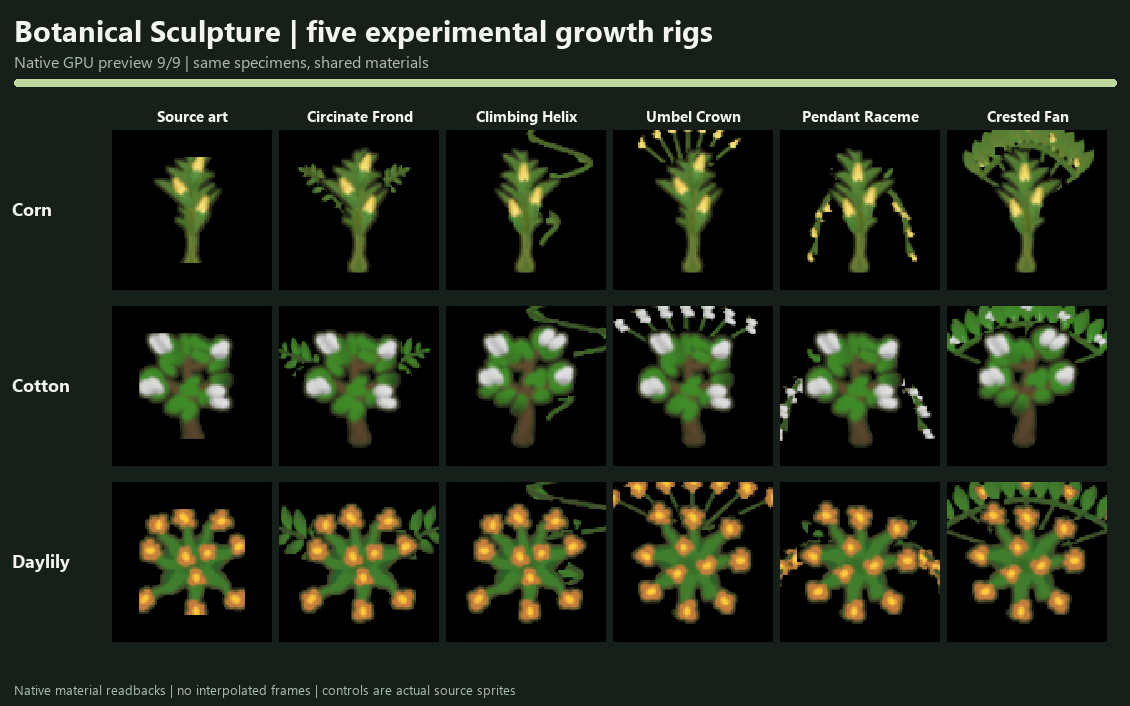 Botanical Sculpture | five experimental growth rigs
Native GPU preview 9/9 | same specimens, shared materials
Source art Circinate Frond Climbing Helix Umbel Crown Pendant Raceme Crested Fan
Corn
Cotton
Daylily
Native material readbacks | no interpolated frames | controls are actual source sprites